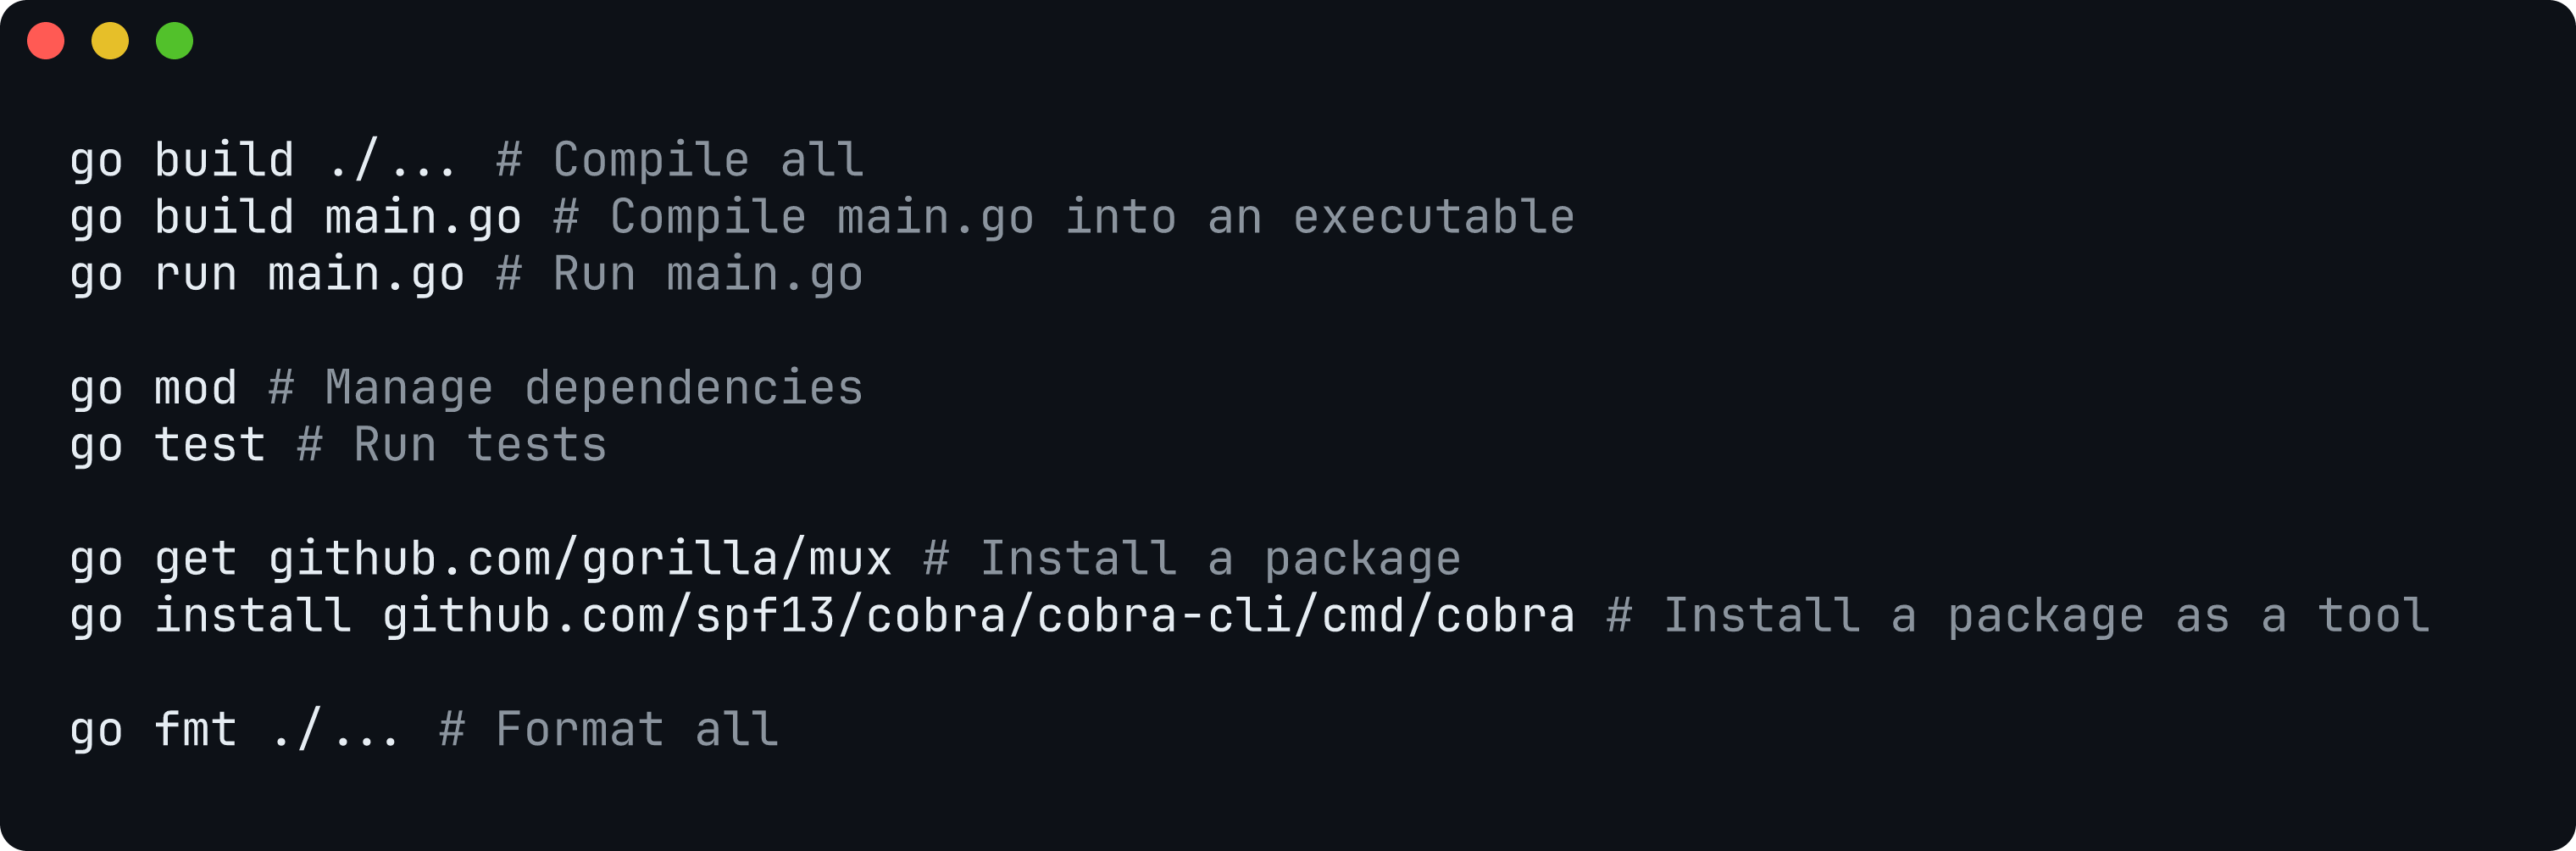 go build ./... # Compile all
go build main.go # Compile main.go into an executable
go run main.go # Run main.go
go mod # Manage dependencies
go test # Run tests
go get github.com/gorilla/mux # Install a package
go install github.com/spf13/cobra/cobra-cli/cmd/cobra # Install a package as a tool
go fmt ./... # Format all